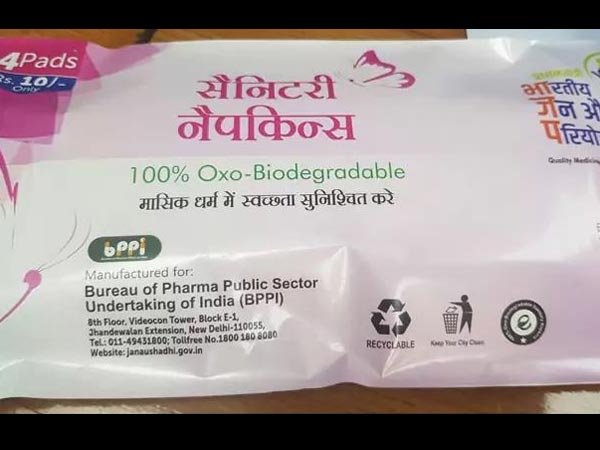 4Pads
Rs. 10/-
Only
सैनिटरी
नैपकिन्स
100% Oxo-Biodegradable
मासिक धर्म में स्वच्छता सुनिश्चित करे
भारतीय
जन
Quality
bppi
Manufactured for:
Bureau of Pharma Public Sector
Undertaking of India (BPPI)
8th Floor, Videocon Tower, Block E-1,
Jhandewalan Extension, New Delhi-110055,
Tel.: 011-49431800; Tollfree No.1800 180 8080
Website: janaushadhi.gov.in
RECYCLABLE
Keep Your City Clean
e